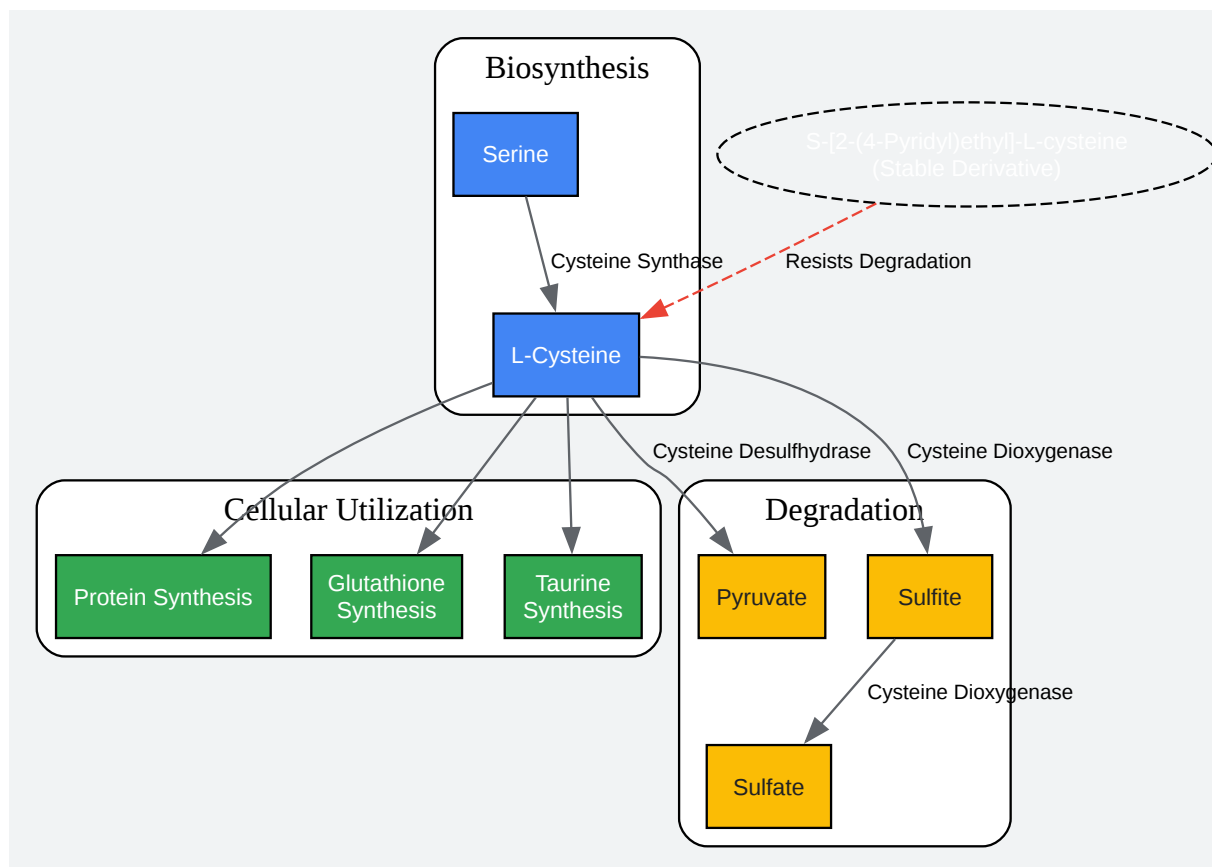 Biosynthesis
Serine
S-[2-(4-Pyridyl)ethyl]-L-cysteine
(Stable Derivative)
Cysteine Synthase
Resists Degradation
L-Cysteine
Cysteine Desulfhydrase
Cysteine Dioxygenase
Cellular Utilization
Degradation
Protein Synthesis
Glutathione
Synthesis
Taurine
Synthesis
Pyruvate
Sulfite
Cysteine Dioxygenase
Sulfate